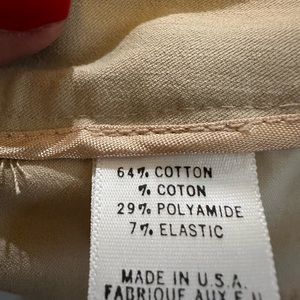 64% COTTON
% COTON
29% POLYAMIDE
7% ELASTIC
MADE IN U.S.A.
FABRIQUE AUX E.U.